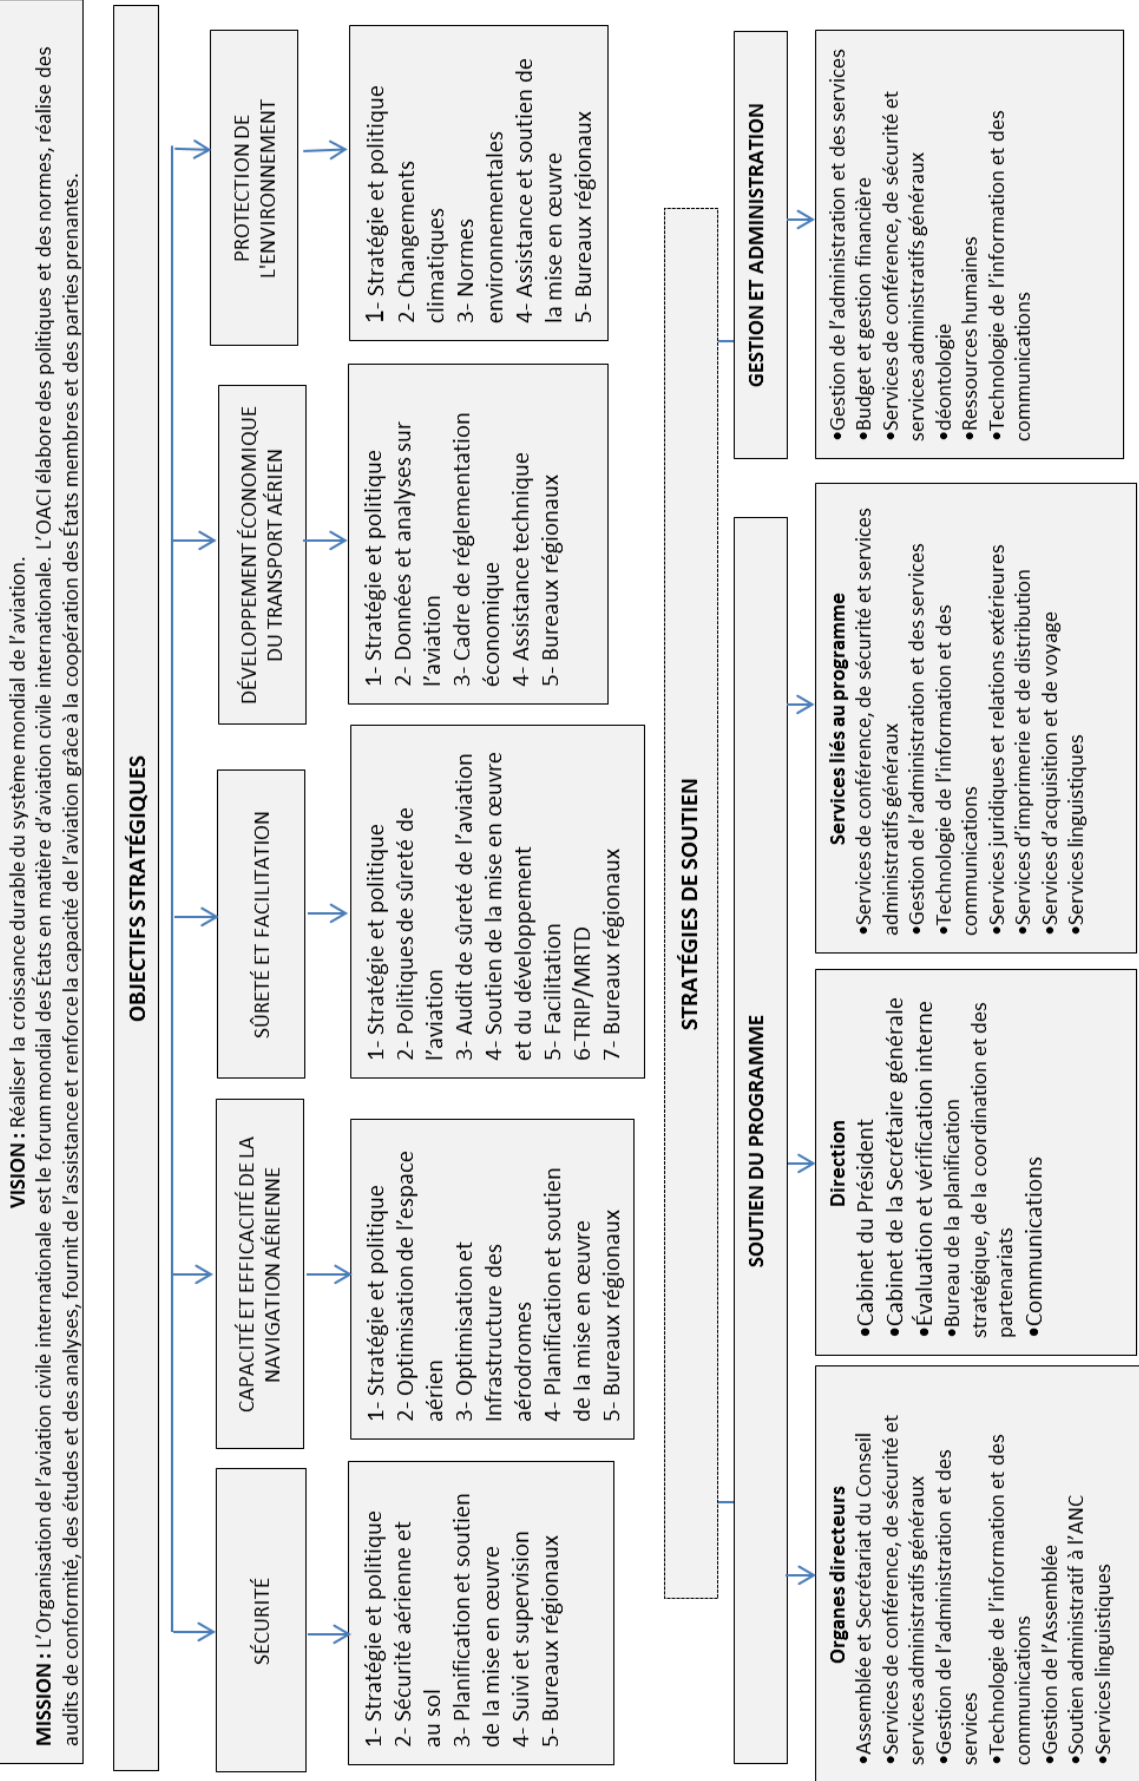 VISION : Réaliser la croissance durable du système mondial de l'aviation.
MISSION : L'Organisation de l'aviation civile internationale est le forum mondial des États en matière d'aviation civile internationale. L'OACI élabore des politiques et des normes, réalise des
audits de conformité, des études et des analyses, fournit de l'assistance et renforce la capacité de l'aviation grâce à la coopération des États membres et des parties prenantes.
OBJECTIFS STRATÉGIQUES
SÉCURITÉ
1- Stratégie et politique
2- Sécurité aérienne et
au sol
3- Planification et soutien
de la mise en œuvre
4- Suivi et supervision
5- Bureaux régionaux
CAPACITÉ ET EFFICACITÉ DE LA
NAVIGATION AÉRIENNE
1- Stratégie et politique
2- Optimisation de l'espace
aérien
3- Optimisation et
Infrastructure des
aérodromes
4- Planification et soutien
de la mise en œuvre
5- Bureaux régionaux
SÛRETÉ ET FACILITATION
1- Stratégie et politique
2- Politiques de sûreté de
l'aviation
3- Audit de sûreté de l'aviation
4- Soutien de la mise en œuvre
et du développement
5- Facilitation
6-TRIP/MRTD
7- Bureaux régionaux
DÉVELOPPEMENT ÉCONOMIQUE
DU TRANSPORT AÉRIEN
1- Stratégie et politique
2- Données et analyses sur
l'aviation
3- Cadre de réglementation
économique
4- Assistance technique
5- Bureaux régionaux
PROTECTION DE
L'ENVIRONNEMENT
1- Stratégie et politique
2- Changements
climatiques
3- Normes
environnementales
4- Assistance et soutien de
la mise en œuvre
5- Bureaux régionaux
STRATÉGIES DE SOUTIEN
SOUTIEN DU PROGRAMME
Organes directeurs
•Assemblée et Secrétariat du Conseil
•Services de conférence, de sécurité et
services administratifs généraux
•Gestion de l'administration et des
services
•Technologie de l'information et des
communications
•Gestion de l'Assemblée
•Soutien administratif à l'ANC
•Services linguistiques
Direction
•Cabinet du Président
•Cabinet de la Secrétaire générale
•Évaluation et vérification interne
•Bureau de la planification
stratégique, de la coordination et des
partenariats
•Communications
Services liés au programme
•Services de conférence, de sécurité et services
administratifs généraux
•Gestion de l'administration et des services
•Technologie de l'information et des
communications
•Services juridiques et relations extérieures
•Services d'imprimerie et de distribution
•Services d'acquisition et de voyage
•Services linguistiques
GESTION ET ADMINISTRATION
•Gestion de l'administration et des services
•Budget et gestion financière
•Services de conférence, de sécurité et
services administratifs généraux
•déontologie
•Ressources humaines
•Technologie de l'information et des
communications